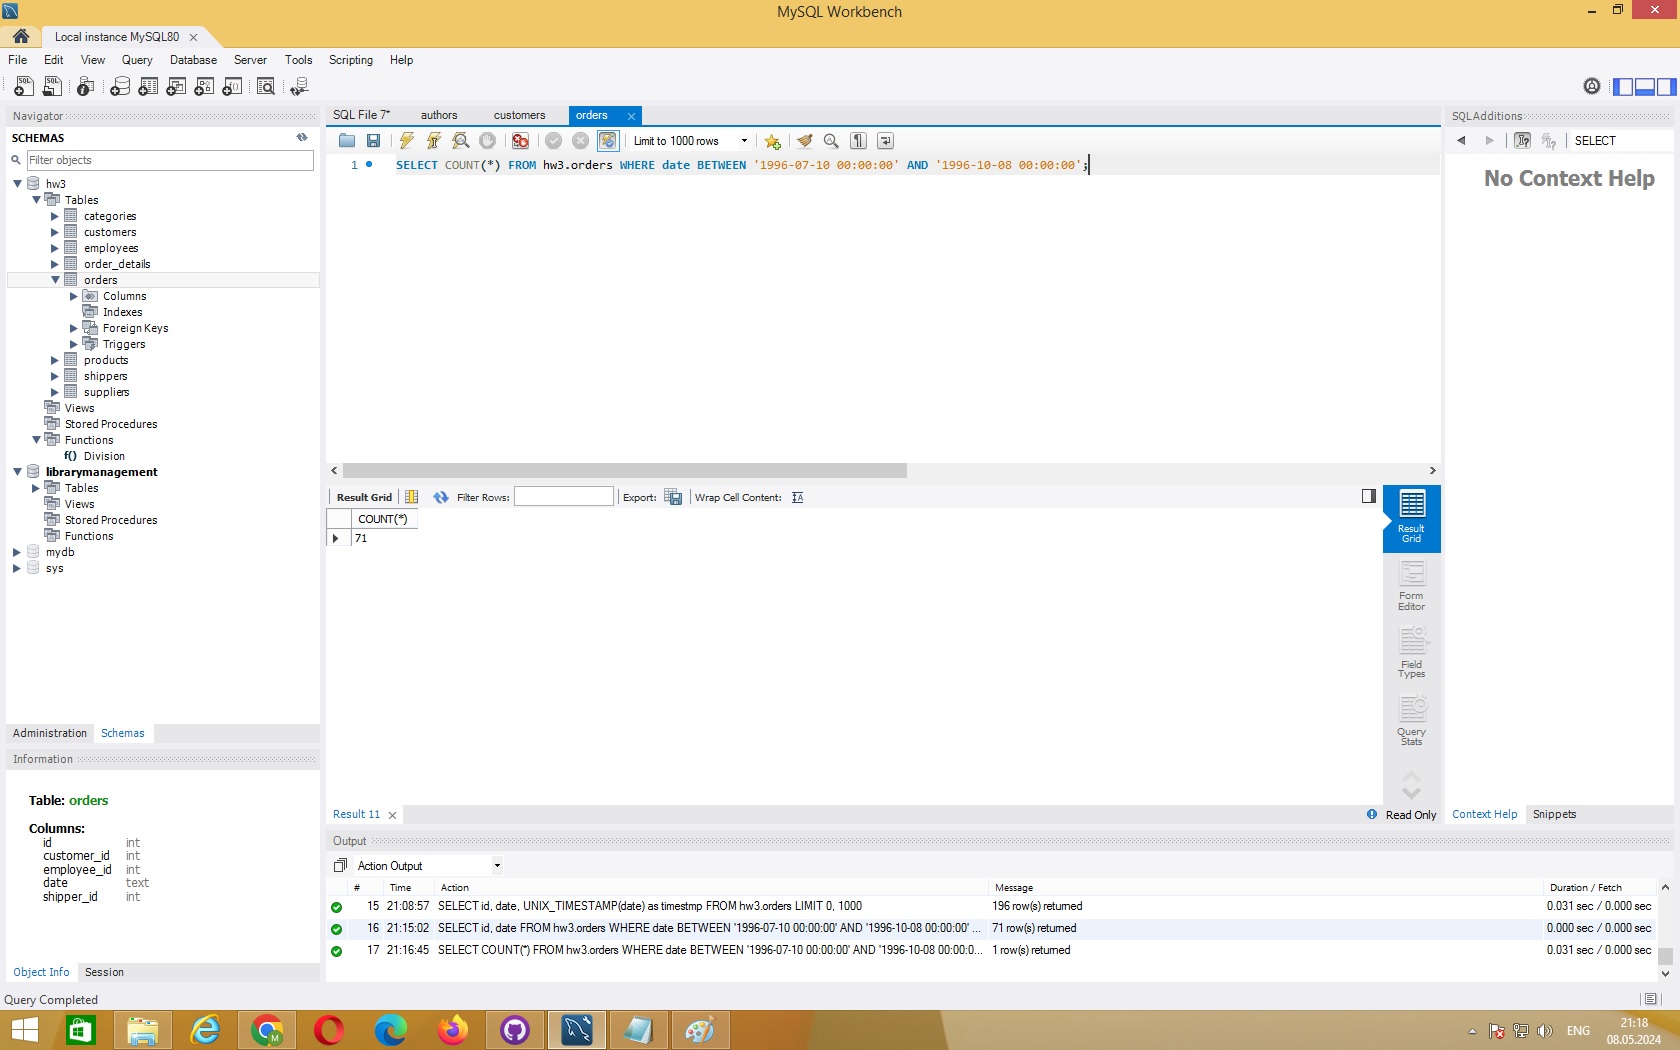 MySQL Workbench
Local instance MySQL80
File Edit View Query Database Server Tools Scripting Help
Navigator
SCHEMAS
Filter objects
hw3
Tables
categories
customers
employees
order_details
orders
Columns
Indexes
Foreign Keys
Triggers
products
shippers
suppliers
Views
Stored Procedures
Functions
f() Division
librarymanagement
Tables
Views
Stored Procedures
Functions
mydb
sys
Administration Schemas
Information
Table: orders
Columns:
id int
customer_id int
employee_id int
date text
shipper_id int
Object Info Session
SQL File 7* authors customers orders
Limit to 1000 rows
1 SELECT COUNT(*) FROM hw3.orders WHERE date BETWEEN '1996-07-10 00:00:00' AND '1996-10-08 00:00:00';
Result Grid Filter Rows: Export: Wrap Cell Content:
COUNT(*)
71
Result Grid
Form Editor
Field Types
Query Stats
Result 11
Read Only
SQLAdditions
SELECT
No Context Help
Context Help Snippets
Output
Action Output
# Time Action Message Duration / Fetch
15 21:08:57 SELECT id, date, UNIX_TIMESTAMP(date) as timestmp FROM hw3.orders LIMIT 0, 1000 196 row(s) returned 0.031 sec / 0.000 sec
16 21:15:02 SELECT id, date FROM hw3.orders WHERE date BETWEEN '1996-07-10 00:00:00' AND '1996-10-08 00:00:00' ... 71 row(s) returned 0.000 sec / 0.000 sec
17 21:16:45 SELECT COUNT(*) FROM hw3.orders WHERE date BETWEEN '1996-07-10 00:00:00' AND '1996-10-08 00:00:0... 1 row(s) returned 0.031 sec / 0.000 sec
Query Completed
ENG
21:18
08.05.2024